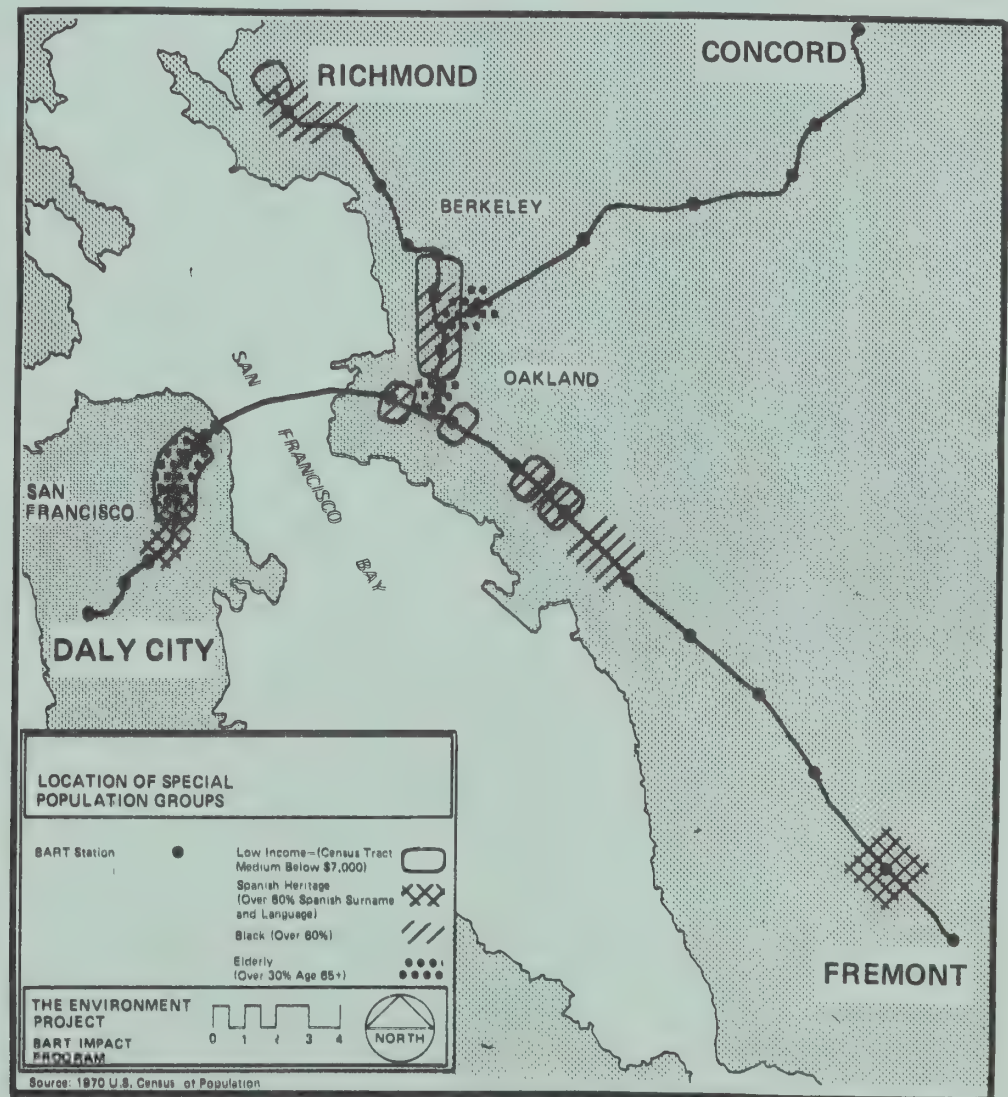 RICHMOND
CONCORD
BERKELEY
OAKLAND
SAN
FRANCISCO
BAY
SAN
FRANCISCO
DALY CITY
FREMONT
LOCATION OF SPECIAL
POPULATION GROUPS
BART Station
Low Income—(Census Tract
Medium Below $7,000)
Spanish Heritage
(Over 60% Spanish Surname
and Language)
Black (Over 60%)
Elderly
(Over 30% Age 65+)
THE ENVIRONMENT
PROJECT
BART IMPACT
PROGRAM
0 1 2 3 4
NORTH
Source: 1970 U.S. Census of Population